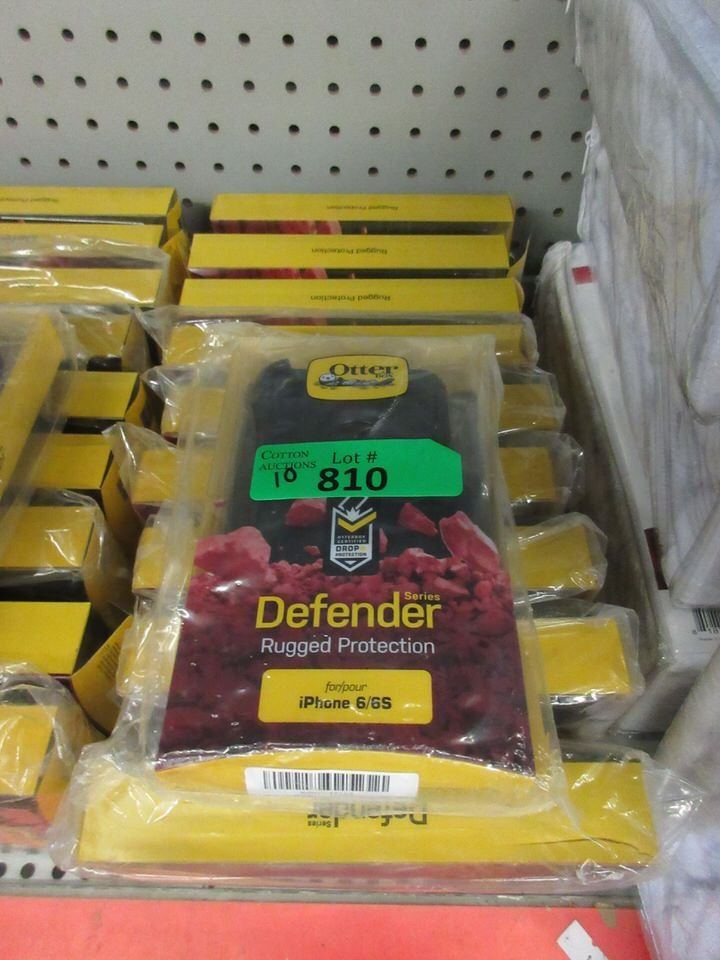 Rugged Protection
Rugged Protection
Rugged Protection
Otter
BOX
COTTON
AUCTIONS
Lot #
10
810
OTTERBOX
CERTIFIED
DROP+
PROTECTION
Defender
Series
Rugged Protection
for/pour
iPhone 6/6S
Defender
Series